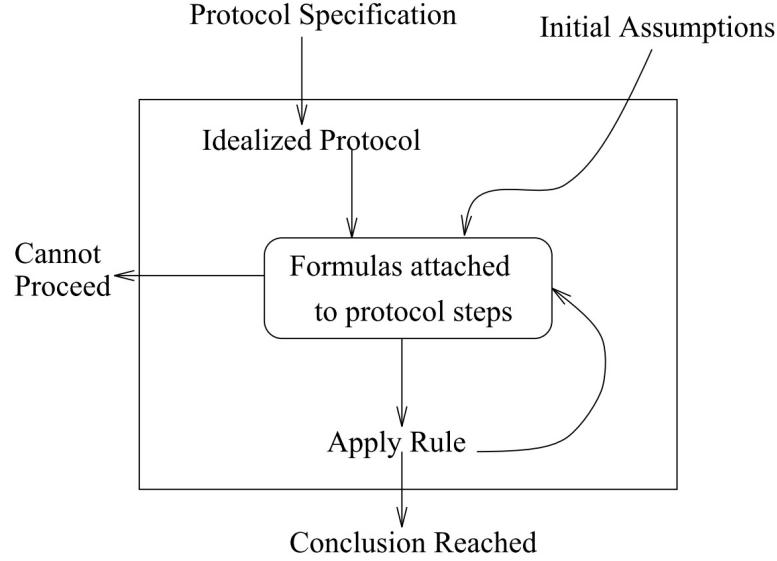 Protocol Specification
Initial Assumptions
Idealized Protocol
Cannot
Proceed
Formulas attached
to protocol steps
Apply Rule
Conclusion Reached